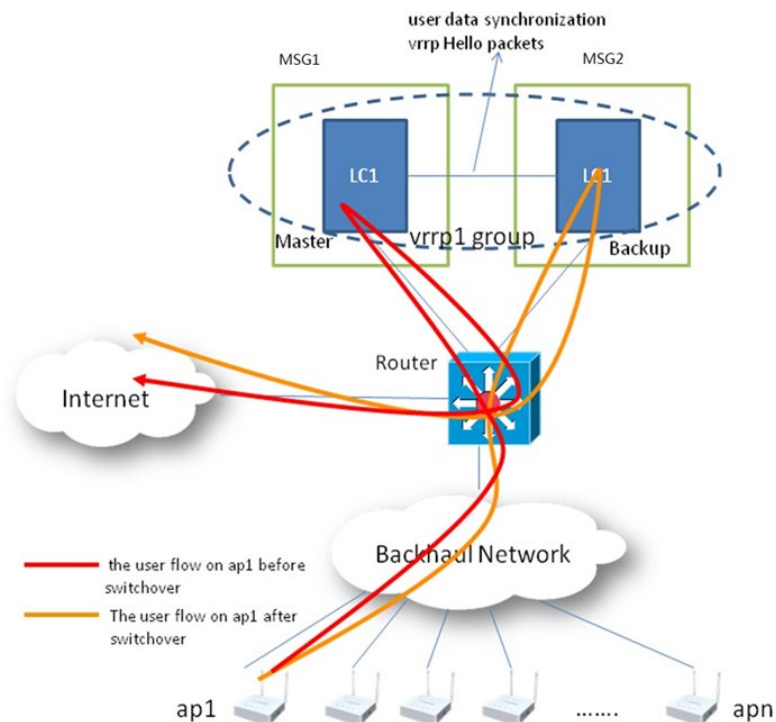 user data synchronization
vrrp Hello packets
MSG1
MSG2
LC1
LC1
Master
vrrp1 group
Backup
Router
Internet
Backhaul Network
the user flow on ap1 before
switchover
The user flow on ap1 after
switchover
ap1
.......
apn